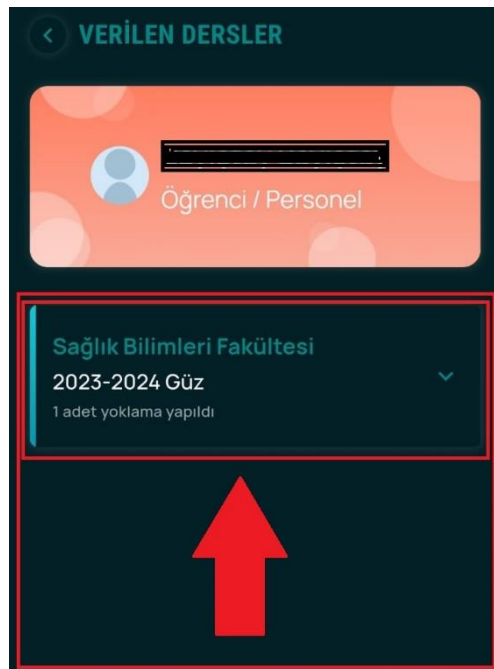 VERİLEN DERSLER
Öğrenci / Personel
Sağlık Bilimleri Fakültesi
2023-2024 Güz
1 adet yoklama yapıldı